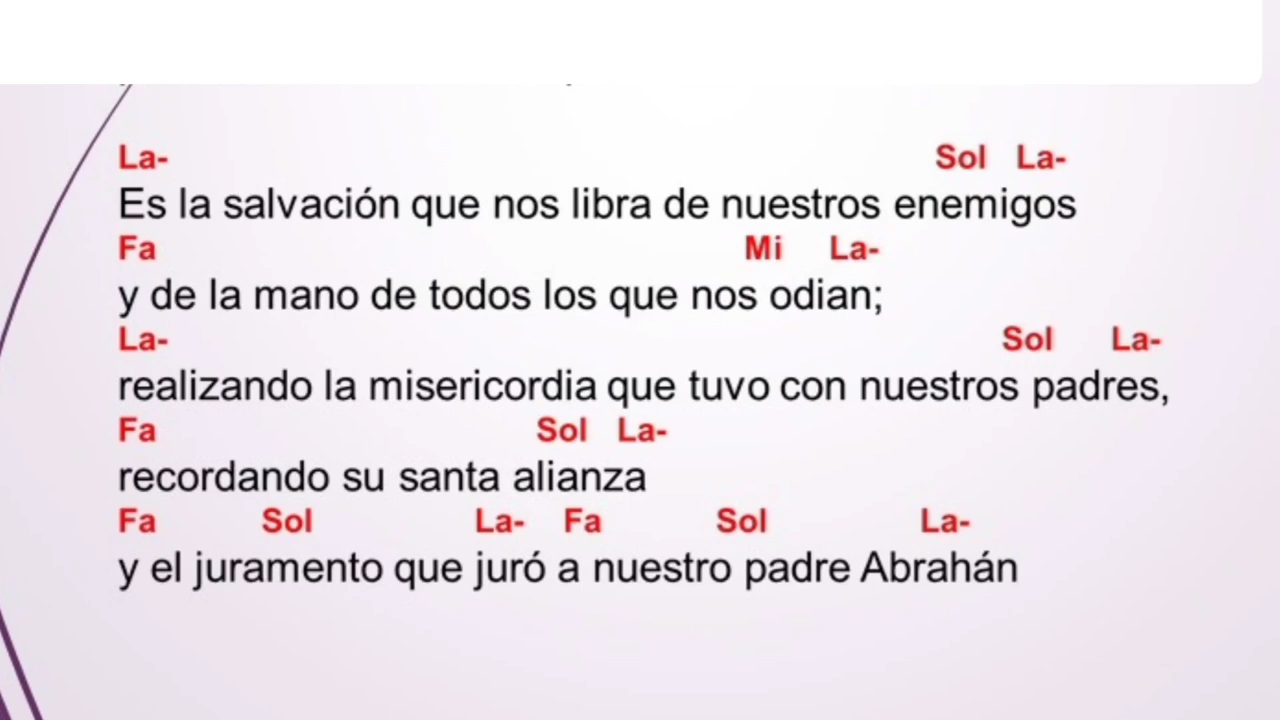 La- Sol La-
Es la salvación que nos libra de nuestros enemigos
Fa Mi La-
y de la mano de todos los que nos odian;
La- Sol La-
realizando la misericordia que tuvo con nuestros padres,
Fa Sol La-
recordando su santa alianza
Fa Sol La- Fa Sol La-
y el juramento que juró a nuestro padre Abrahán